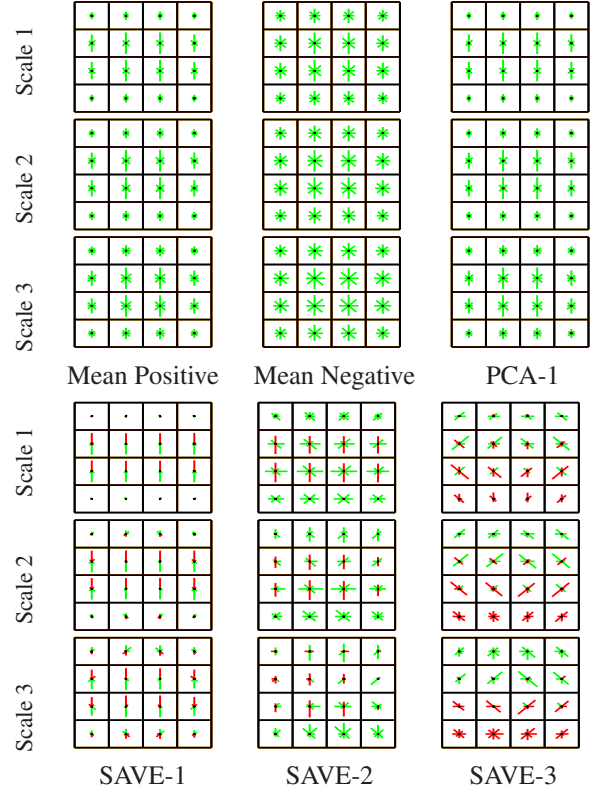 Scale 1
Scale 2
Scale 3
Mean Positive
Mean Negative
PCA-1
Scale 1
Scale 2
Scale 3
SAVE-1
SAVE-2
SAVE-3